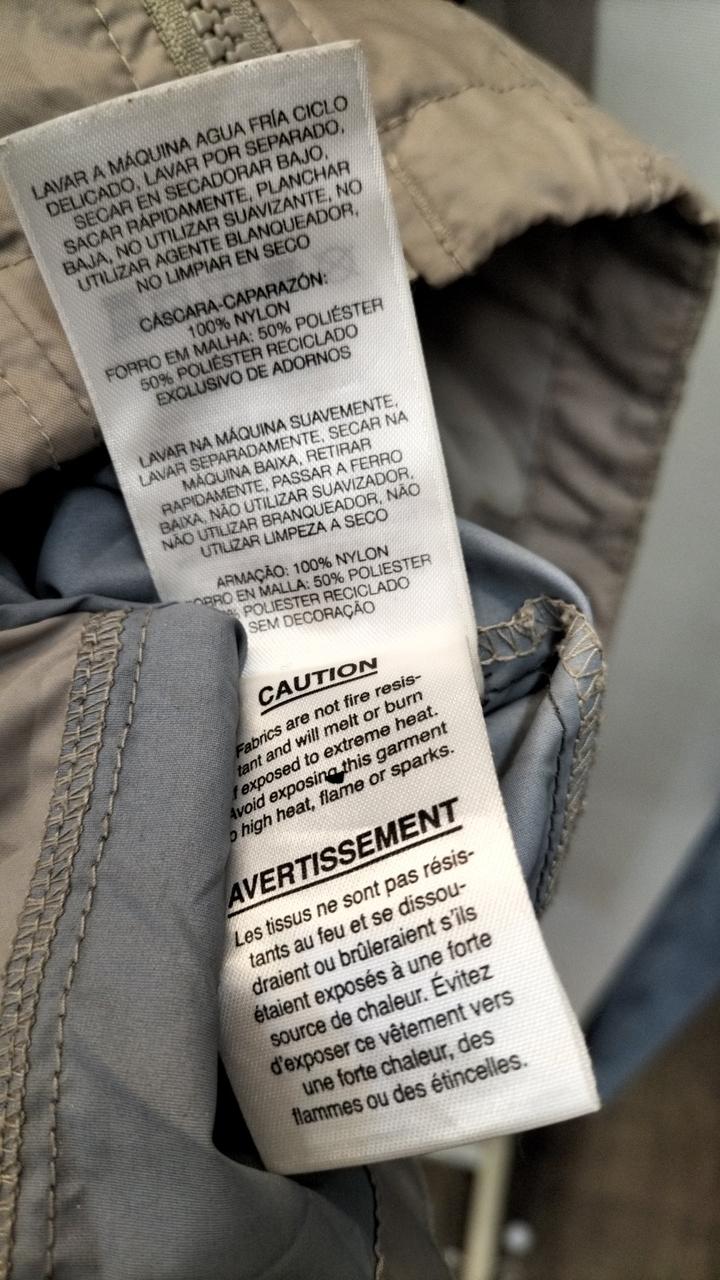 LAVAR A MÁQUINA AGUA FRÍA CICLO
DELICADO, LAVAR POR SEPARADO,
SECAR EN SECADORAR BAJO,
SACAR RÁPIDAMENTE, PLANCHAR
BAJA, NO UTILIZAR SUAVIZANTE, NO
UTILIZAR AGENTE BLANQUEADOR,
NO LIMPIAR EN SECO
CÁSCARA-CAPARAZÓN:
100% NYLON
FORRO EM MALHA: 50% POLIÉSTER
50% POLIÉSTER RECICLADO
EXCLUSIVO DE ADORNOS
LAVAR NA MÁQUINA SUAVEMENTE,
LAVAR SEPARADAMENTE, SECAR NA
MÁQUINA BAIXA, RETIRAR
RAPIDAMENTE, PASSAR A FERRO
BAIXA, NÃO UTILIZAR SUAVIZADOR,
NÃO UTILIZAR BRANQUEADOR, NÃO
UTILIZAR LIMPEZA A SECO
ARMAÇÃO: 100% NYLON
ORRO EN MALLA: 50% POLIESTER
% POLIESTER RECICLADO
SEM DECORAÇÃO
CAUTION
Fabrics are not fire resis-
tant and will melt or burn
f exposed to extreme heat.
Avoid exposing this garment
o high heat, flame or sparks.
AVERTISSEMENT
Les tissus ne sont pas résis-
tants au feu et se dissou-
draient ou brûleraient s'ils
étaient exposés à une forte
source de chaleur. Évitez
d'exposer ce vêtement vers
une forte chaleur, des
flammes ou des étincelles.